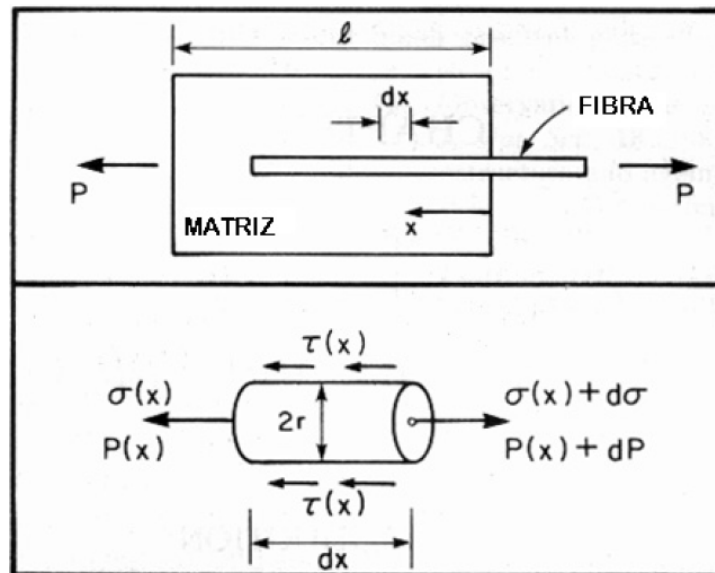 ℓ
dx
FIBRA
P
P
MATRIZ
x
τ(x)
σ(x)
σ(x)+dσ
2r
P(x)
P(x)+dP
τ(x)
dx